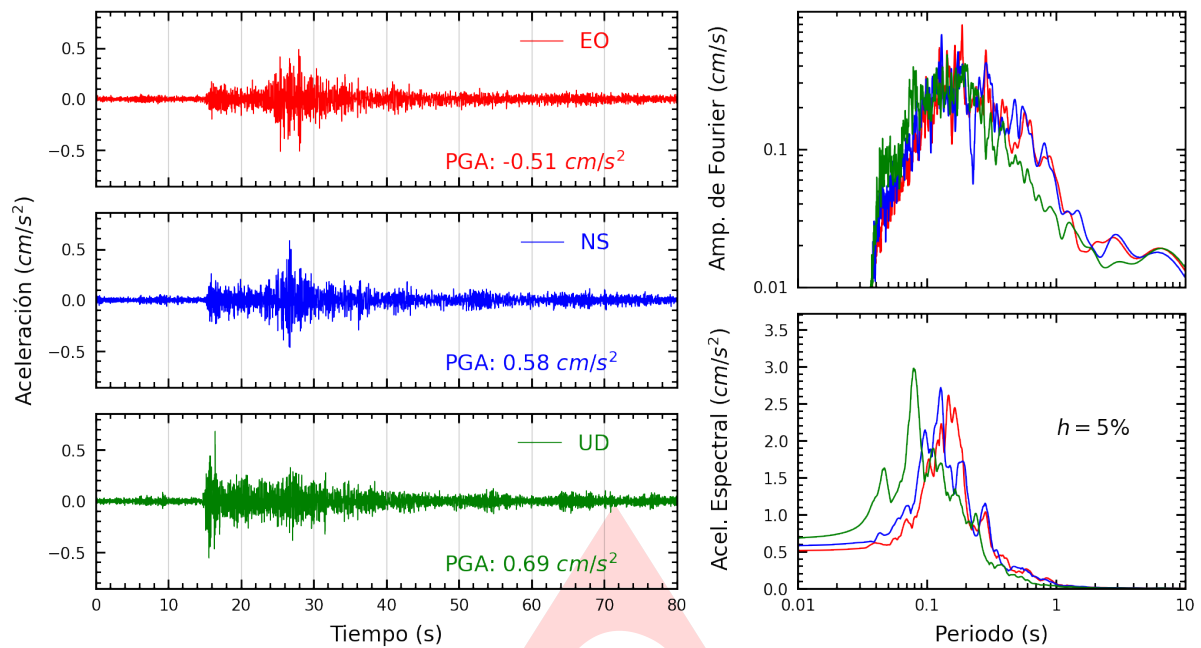 Aceleración (cm/s²)
0.5
0.0
−0.5
EO
PGA: -0.51 cm/s²
0.5
0.0
−0.5
NS
PGA: 0.58 cm/s²
0.5
0.0
−0.5
UD
PGA: 0.69 cm/s²
0 10 20 30 40 50 60 70 80
Tiempo (s)
Amp. de Fourier (cm/s)
0.1
0.01
Acel. Espectral (cm/s²)
3.5
3.0
2.5
2.0
1.5
1.0
0.5
0.0
h = 5%
0.01 0.1 1 10
Periodo (s)